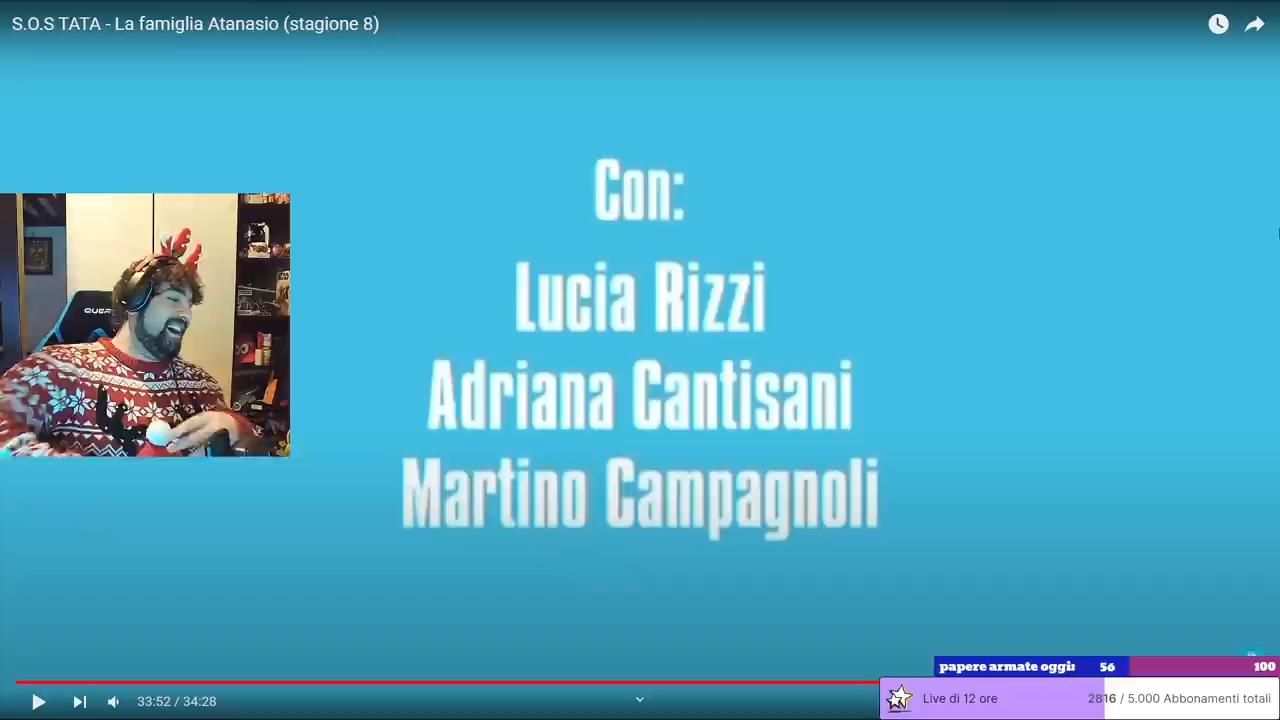 S.O.S TATA - La famiglia Atanasio (stagione 8)
Con:
Lucia Rizzi
Adriana Cantisani
Martino Campagnoli
papere armate oggi: 56 100
33:52 / 34:28
Live di 12 ore 2816 / 5.000 Abbonamenti totali